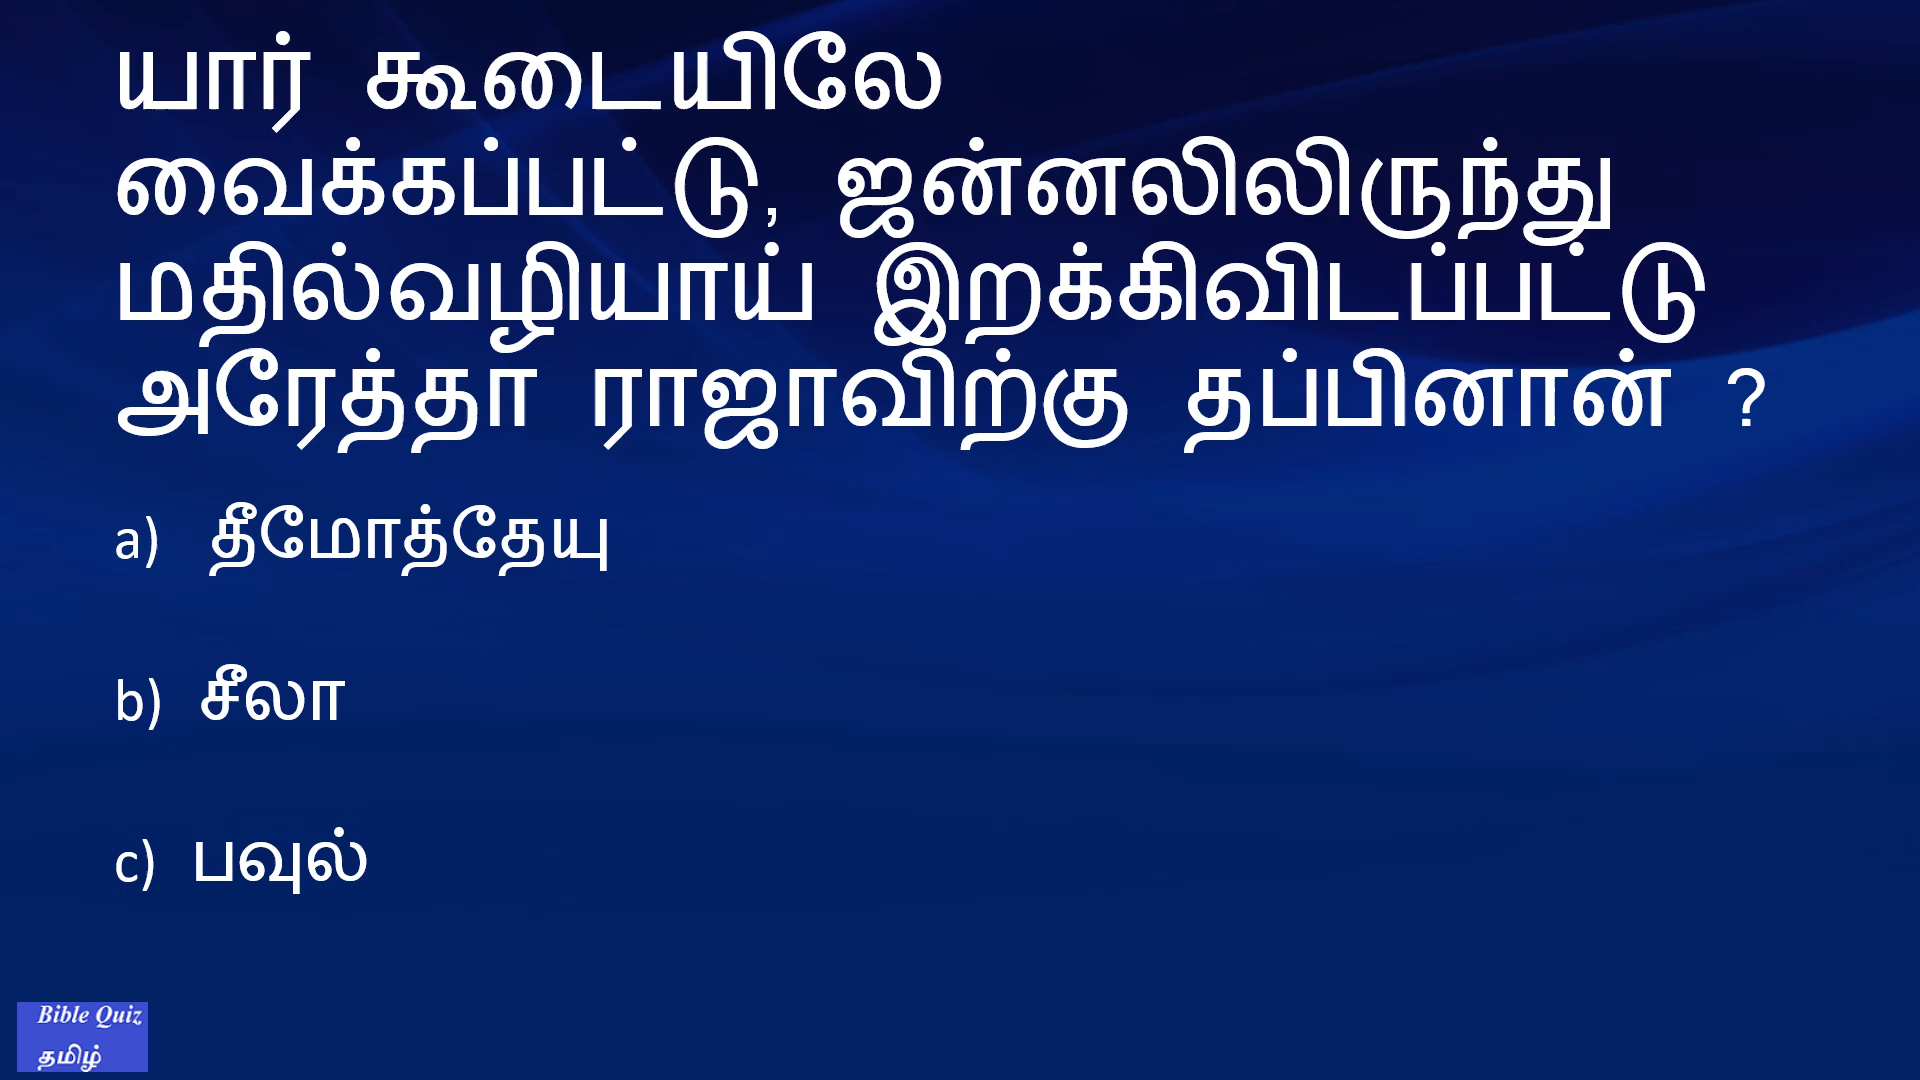 யார் கூடையிலே
வைக்கப்பட்டு, ஜன்னலிலிருந்து
மதில்வழியாய் இறக்கிவிடப்பட்டு
அரேத்தா ராஜாவிற்கு தப்பினான் ?
a) தீமோத்தேயு
b) சீலா
c) பவுல்
Bible Quiz
தமிழ்